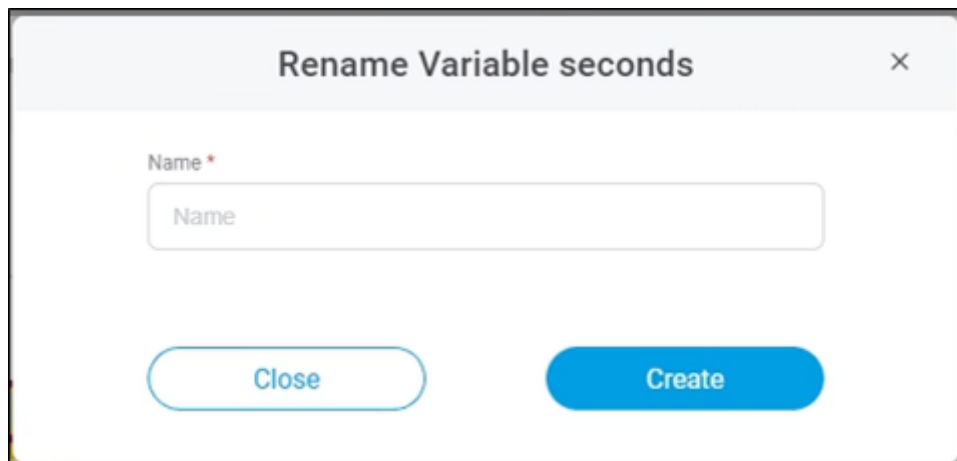 Rename Variable seconds
Name *
Name
Close
Create